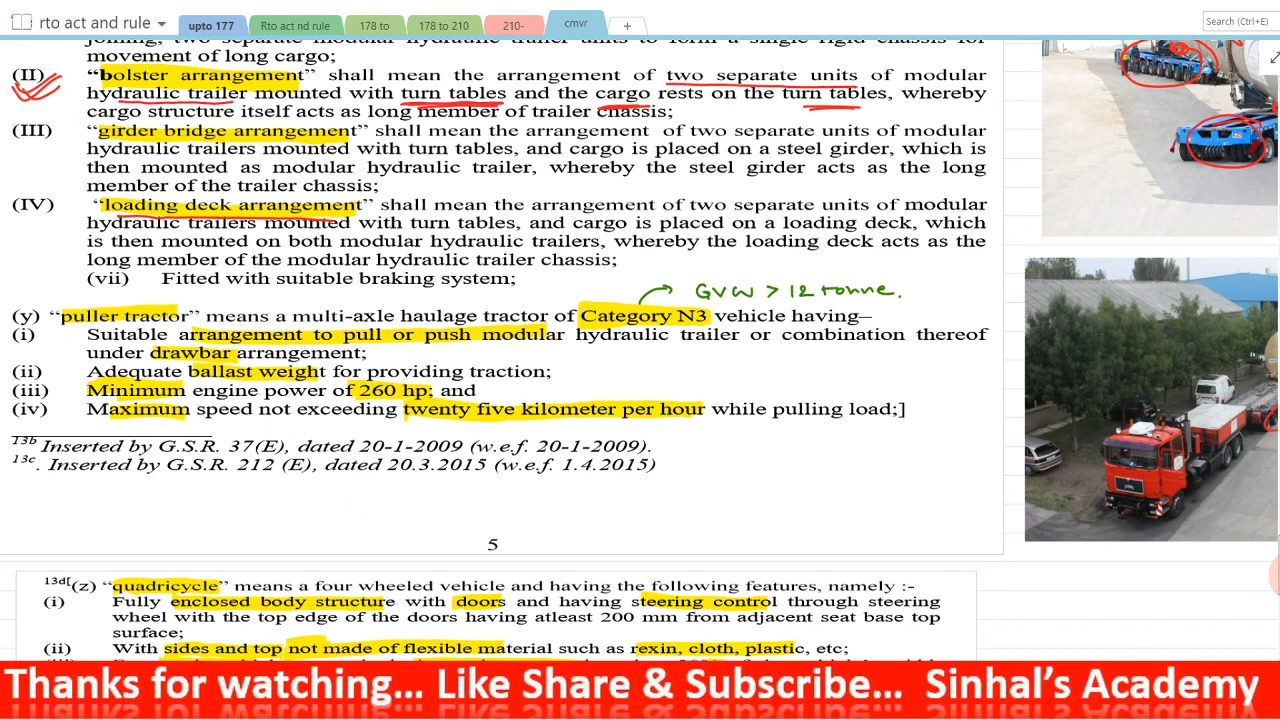 rto act and rule
upto 177
Rto act nd rule
178 to
178 to 210
210-
cmvr
Search (Ctrl+E)
joining, two separate modular hydraulic trailer units to form a single rigid chassis for
movement of long cargo;
(II) “bolster arrangement” shall mean the arrangement of two separate units of modular
hydraulic trailer mounted with turn tables and the cargo rests on the turn tables, whereby
cargo structure itself acts as long member of trailer chassis;
(III) “girder bridge arrangement” shall mean the arrangement of two separate units of modular
hydraulic trailers mounted with turn tables, and cargo is placed on a steel girder, which is
then mounted as modular hydraulic trailer, whereby the steel girder acts as the long
member of the trailer chassis;
(IV) “loading deck arrangement” shall mean the arrangement of two separate units of modular
hydraulic trailers mounted with turn tables, and cargo is placed on a loading deck, which
is then mounted on both modular hydraulic trailers, whereby the loading deck acts as the
long member of the modular hydraulic trailer chassis;
(vii) Fitted with suitable braking system;
GVW > 12 tonne.
(y) “puller tractor” means a multi-axle haulage tractor of Category N3 vehicle having–
(i) Suitable arrangement to pull or push modular hydraulic trailer or combination thereof
under drawbar arrangement;
(ii) Adequate ballast weight for providing traction;
(iii) Minimum engine power of 260 hp; and
(iv) Maximum speed not exceeding twenty five kilometer per hour while pulling load;]
13b Inserted by G.S.R. 37(E), dated 20-1-2009 (w.e.f. 20-1-2009).
13c. Inserted by G.S.R. 212 (E), dated 20.3.2015 (w.e.f. 1.4.2015)
5
13d[(z) “quadricycle” means a four wheeled vehicle and having the following features, namely :-
(i) Fully enclosed body structure with doors and having steering control through steering
wheel with the top edge of the doors having atleast 200 mm from adjacent seat base top
surface;
(ii) With sides and top not made of flexible material such as rexin, cloth, plastic, etc;
Thanks for watching... Like Share & Subscribe... Sinhal’s Academy